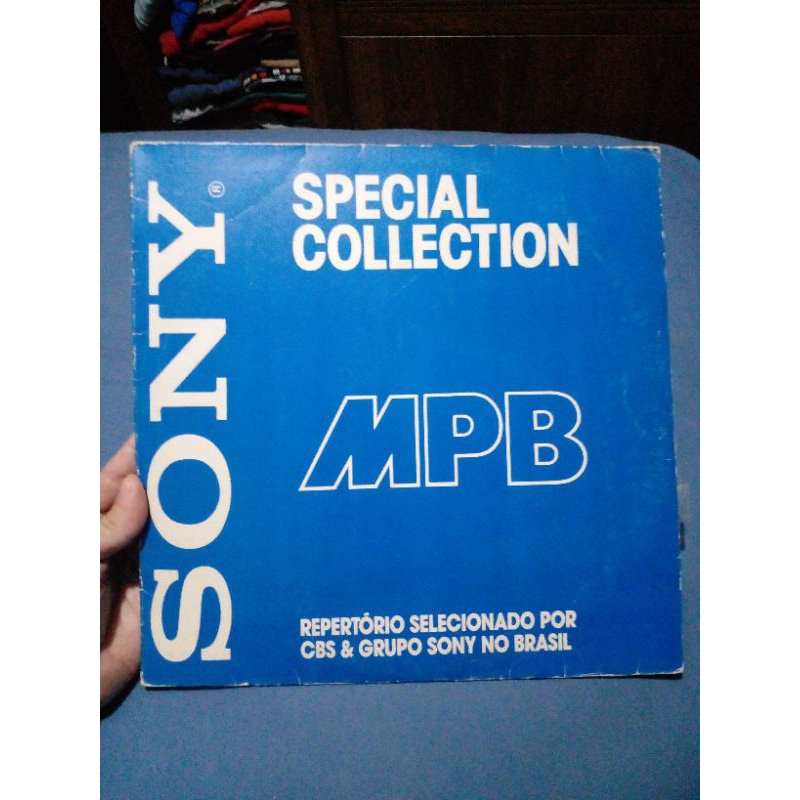 SONY®
SPECIAL
COLLECTION
MPB
REPERTÓRIO SELECIONADO POR
CBS & GRUPO SONY NO BRASIL